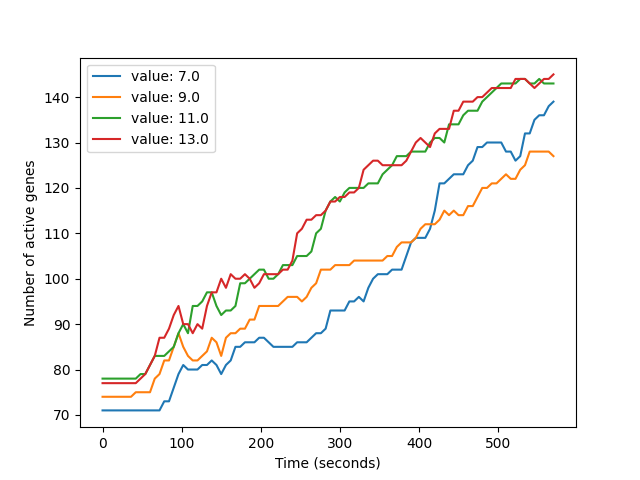 value: 7.0
value: 9.0
value: 11.0
value: 13.0
Number of active genes
140
130
120
110
100
90
80
70
0 100 200 300 400 500
Time (seconds)